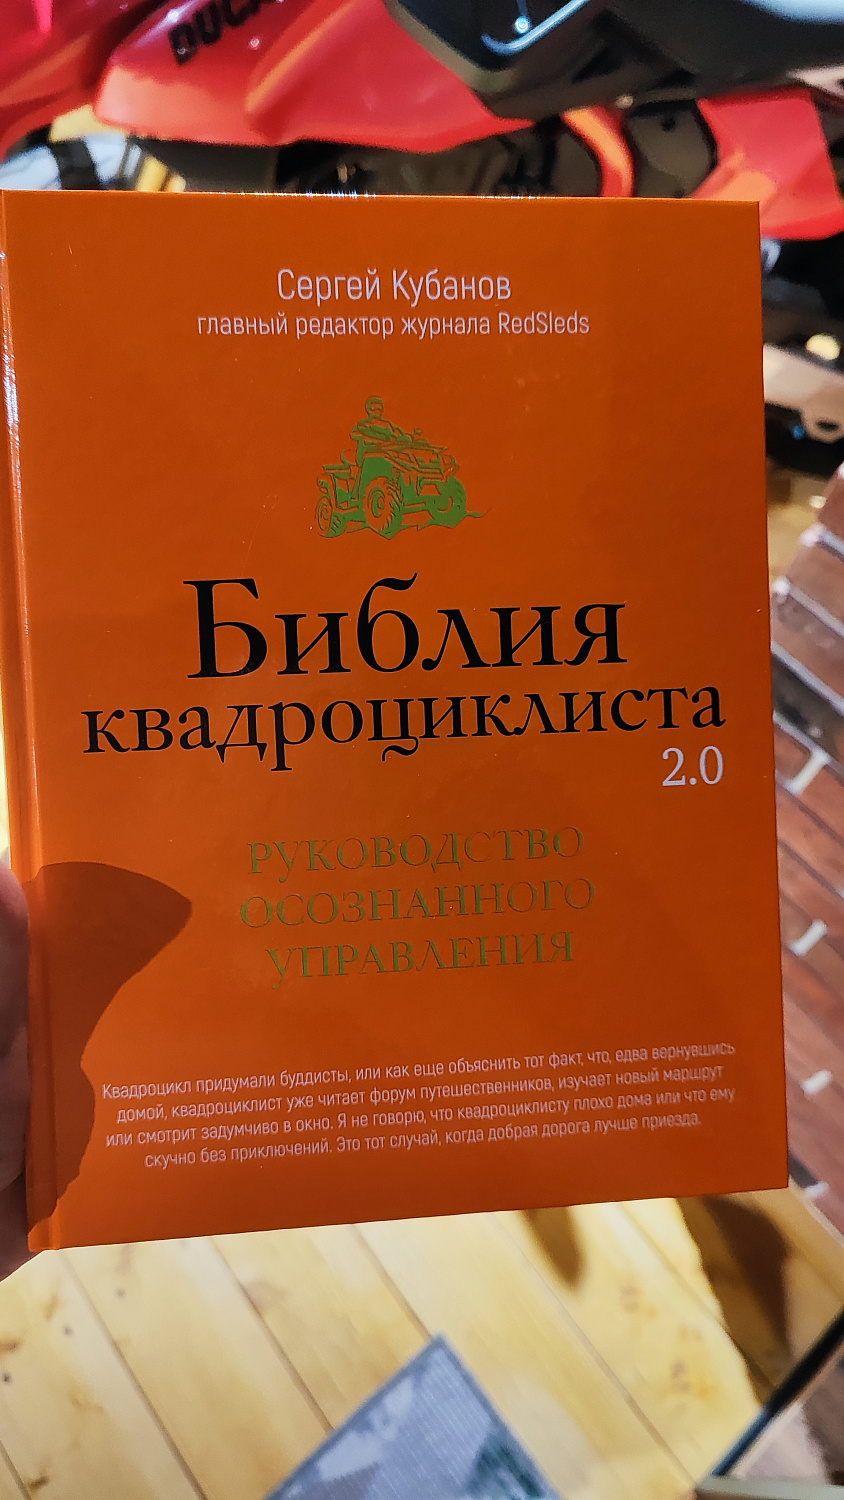 Сергей Кубанов
главный редактор журнала RedSleds
Библия
квадроциклиста
2.0
РУКОВОДСТВО
ОСОЗНАННОГО
УПРАВЛЕНИЯ
Квадроцикл придумали буддисты, или как еще объяснить тот факт, что, едва вернувшись
домой, квадроциклист уже читает форум путешественников, изучает новый маршрут
или смотрит задумчиво в окно. Я не говорю, что квадроциклисту плохо дома или что ему
скучно без приключений. Это тот случай, когда добрая дорога лучше приезда.